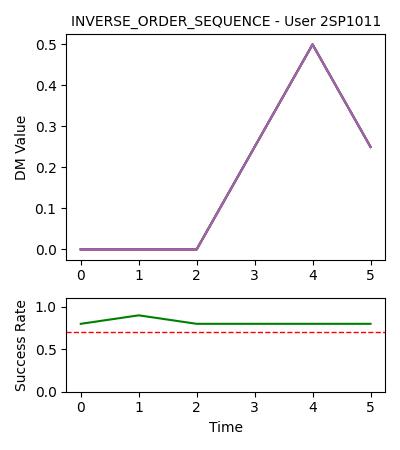 INVERSE_ORDER_SEQUENCE - User 2SP1011
DM Value
0.5
0.4
0.3
0.2
0.1
0.0
0 1 2 3 4 5
Success Rate
1.0
0.5
0.0
0 1 2 3 4 5
Time